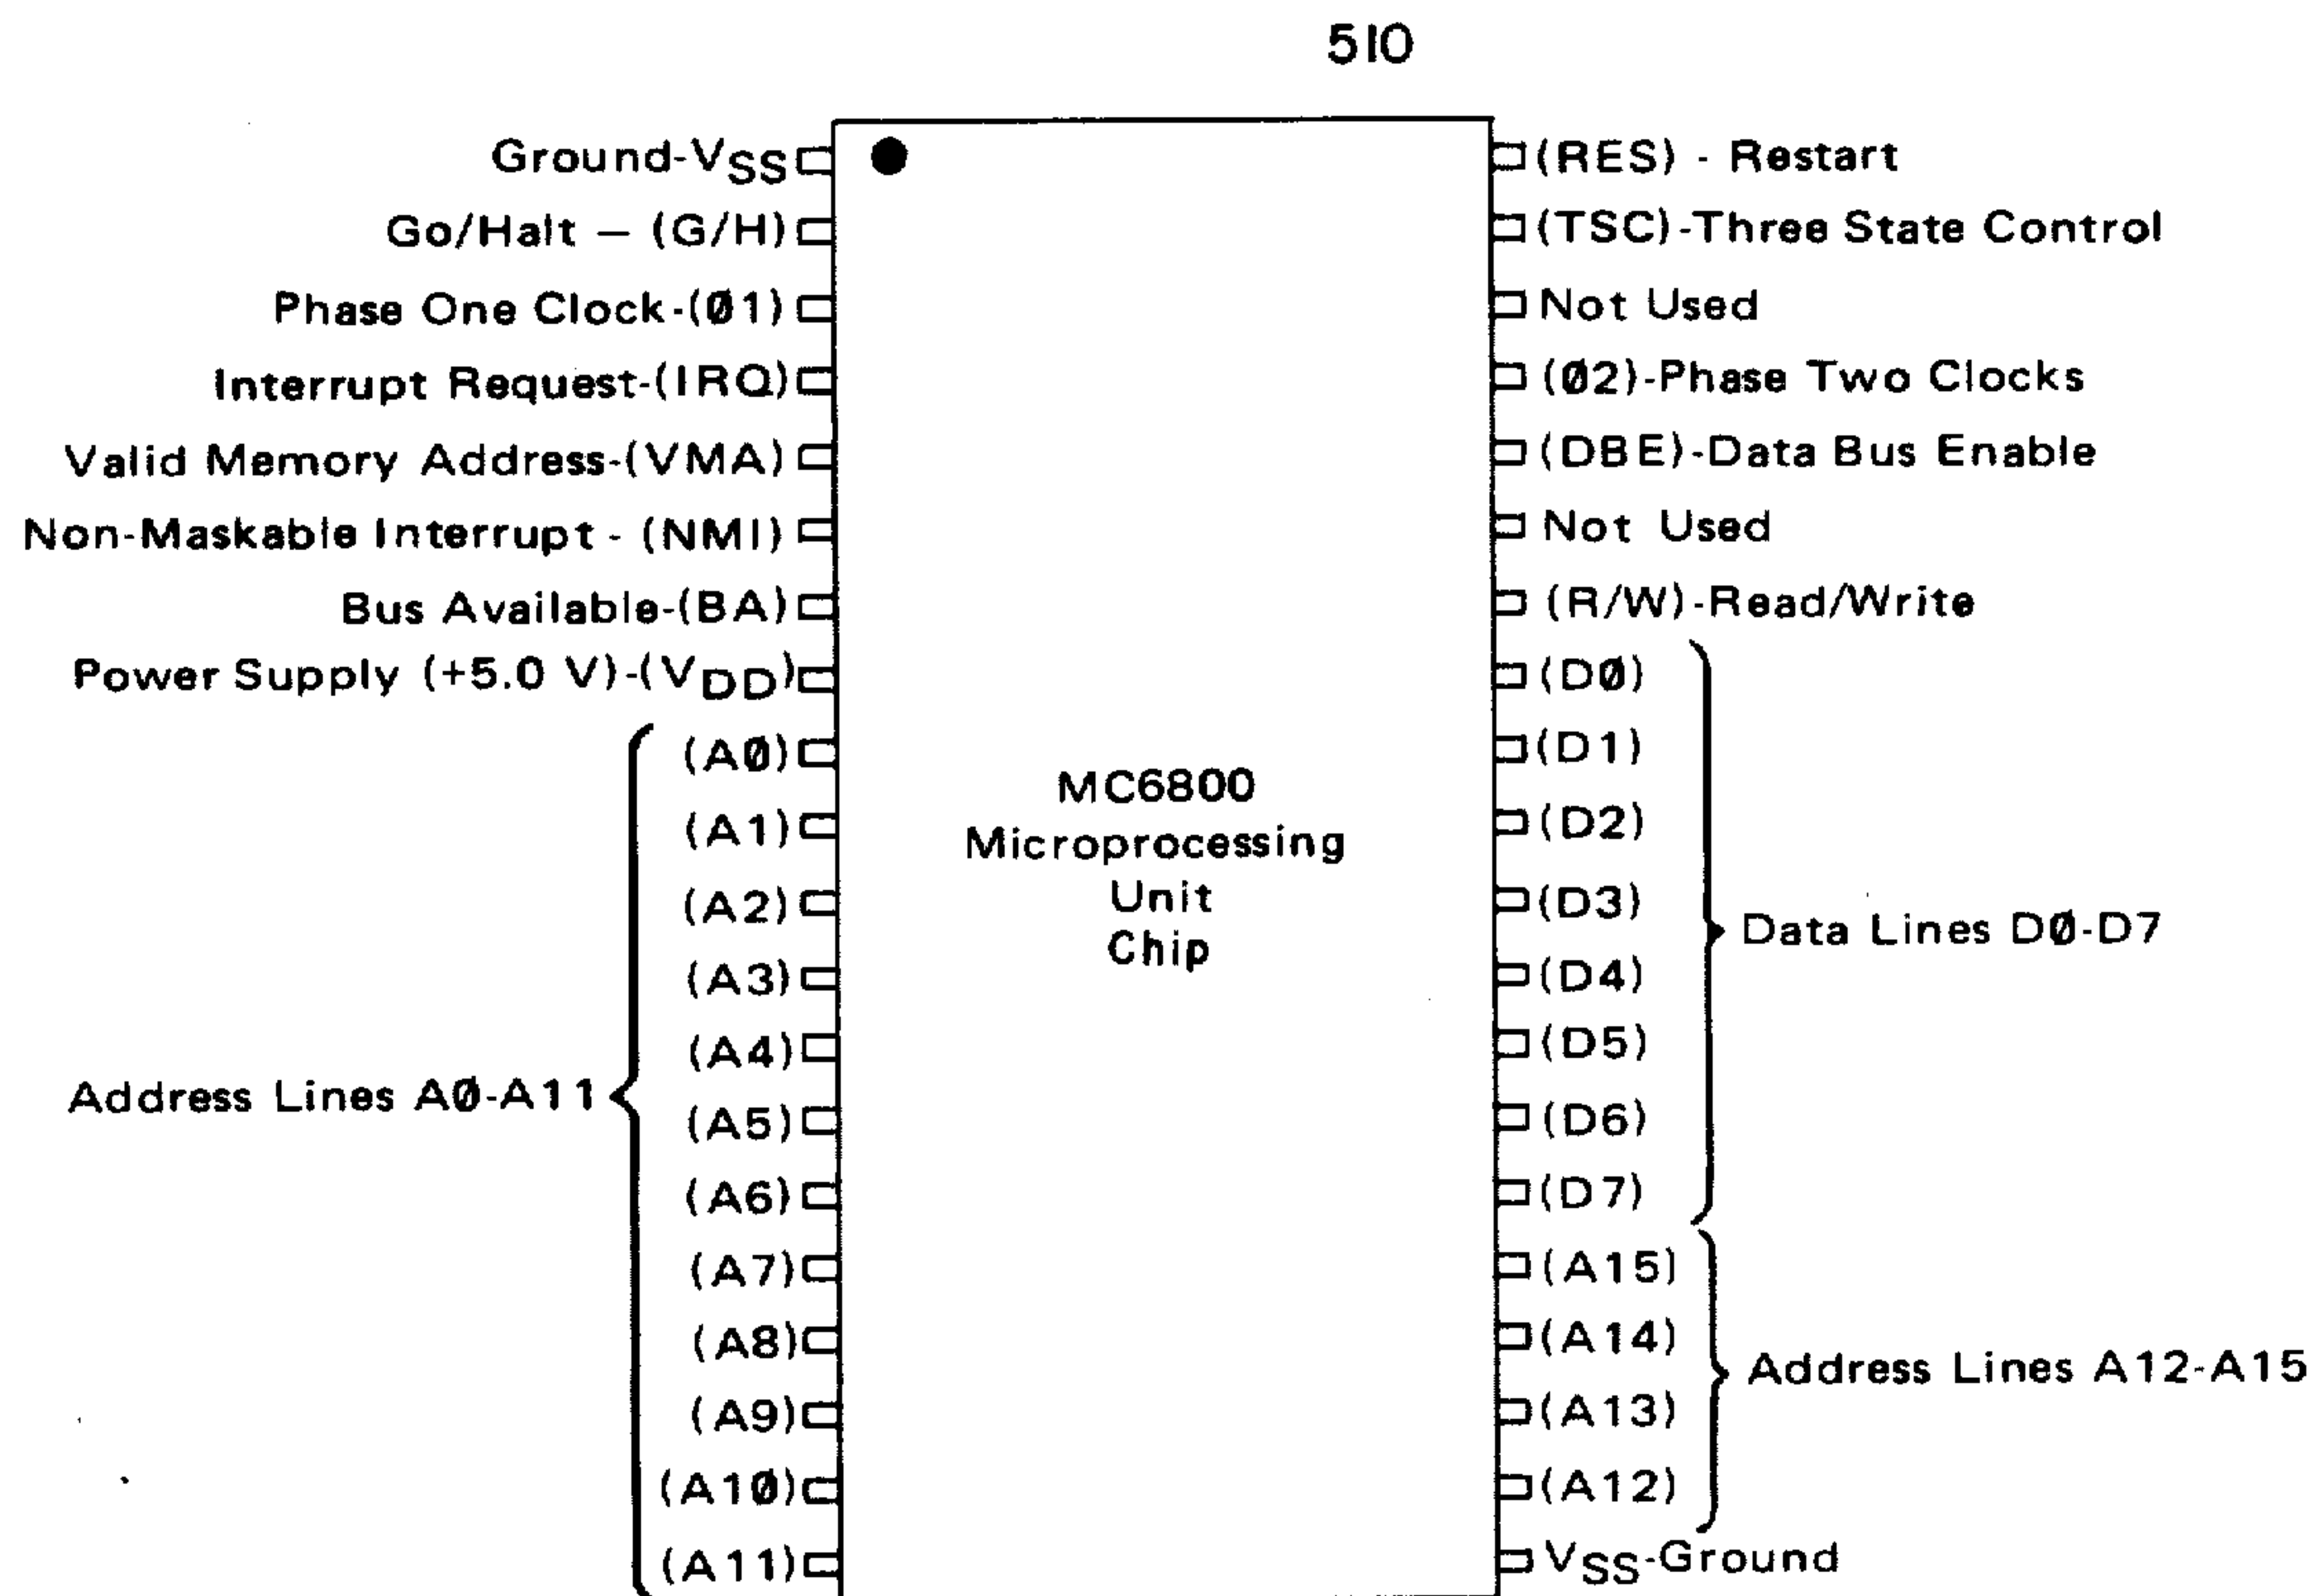 510
Ground-VSS
Go/Halt — (G/H)
Phase One Clock-(Ø1)
Interrupt Request-(IRQ)
Valid Memory Address-(VMA)
Non-Maskable Interrupt - (NMI)
Bus Available-(BA)
Power Supply (+5.0 V)-(VDD)
(AØ)
(A1)
(A2)
(A3)
(A4)
(A5)
(A6)
(A7)
(A8)
(A9)
(A1Ø)
(A11)
Address Lines AØ-A11
MC6800
Microprocessing
Unit
Chip
(RES) - Restart
(TSC)-Three State Control
Not Used
(Ø2)-Phase Two Clocks
(DBE)-Data Bus Enable
Not Used
(R/W)-Read/Write
(DØ)
(D1)
(D2)
(D3)
(D4)
(D5)
(D6)
(D7)
Data Lines DØ-D7
(A15)
(A14)
(A13)
(A12)
Address Lines A12-A15
VSS-Ground